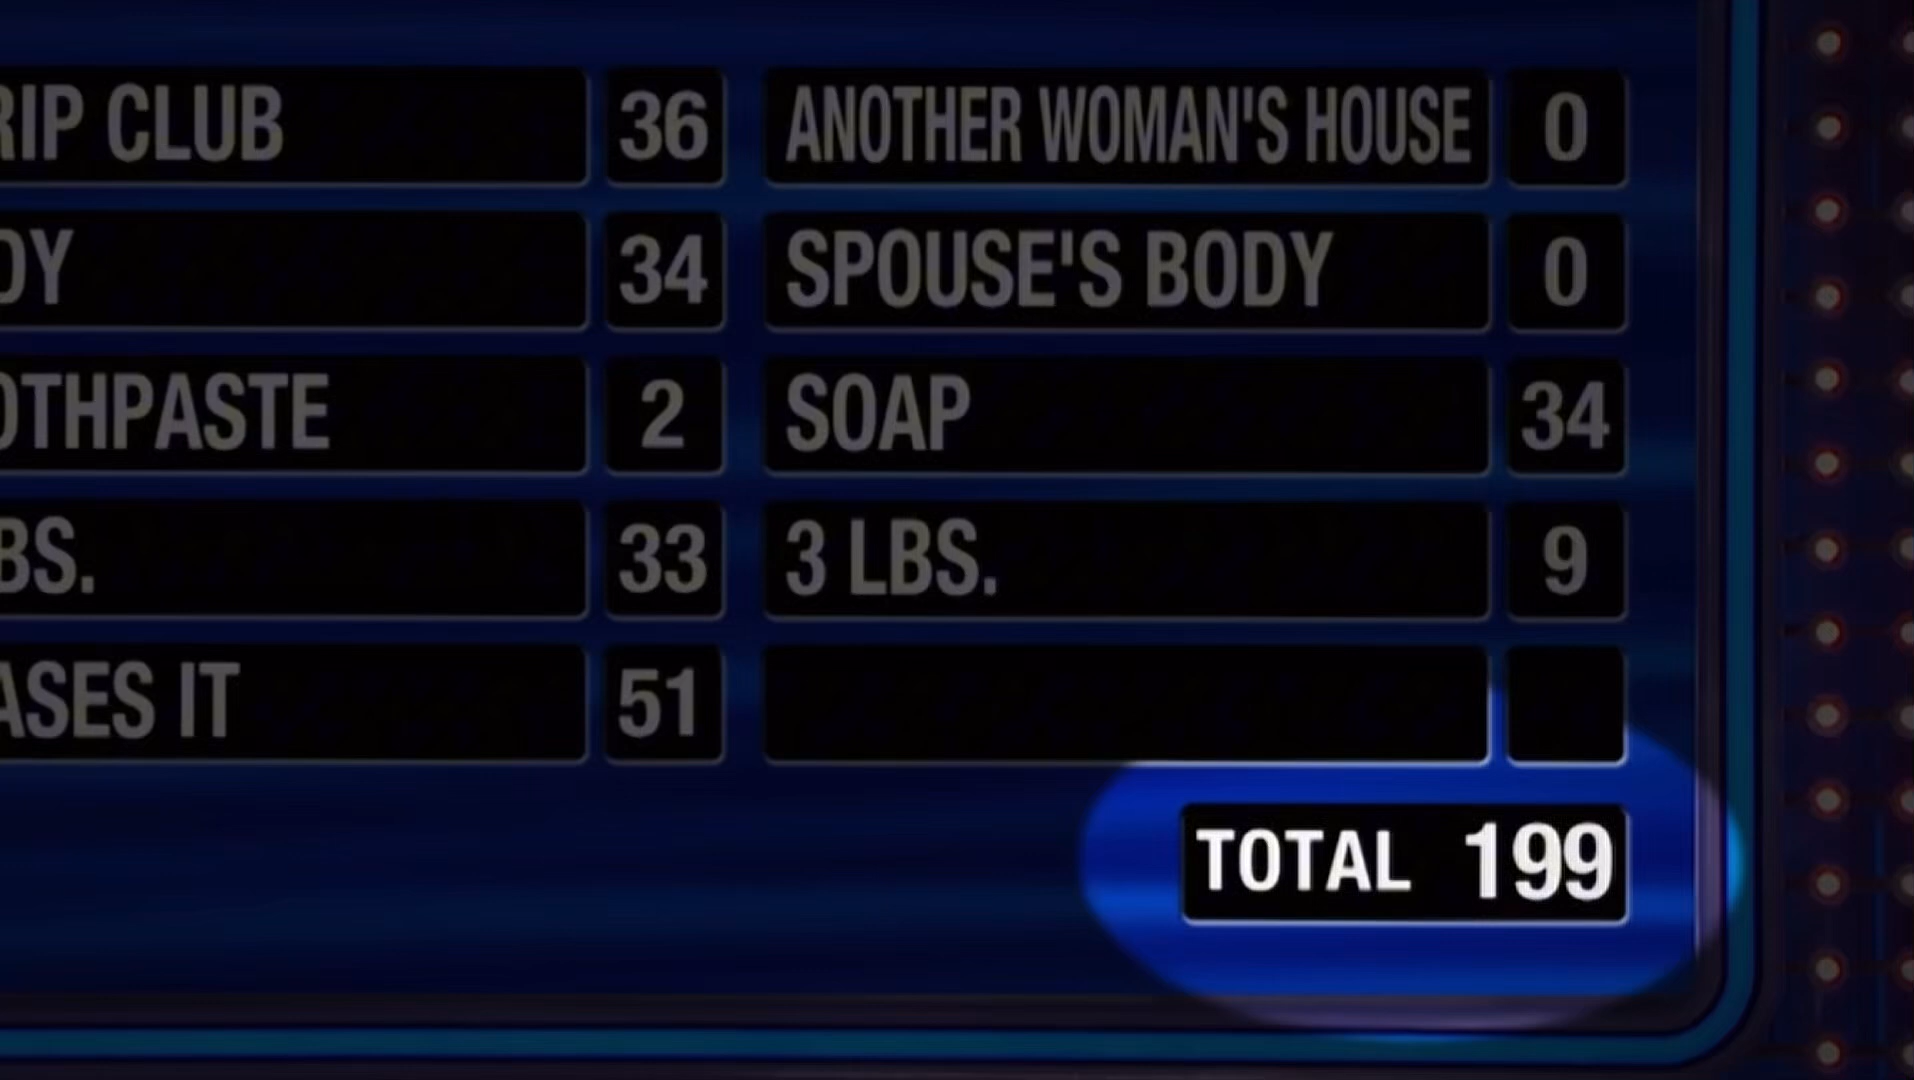 RIP CLUB 36 ANOTHER WOMAN'S HOUSE 0
DY 34 SPOUSE'S BODY 0
OTHPASTE 2 SOAP 34
BS. 33 3 LBS. 9
ASES IT 51
TOTAL 199